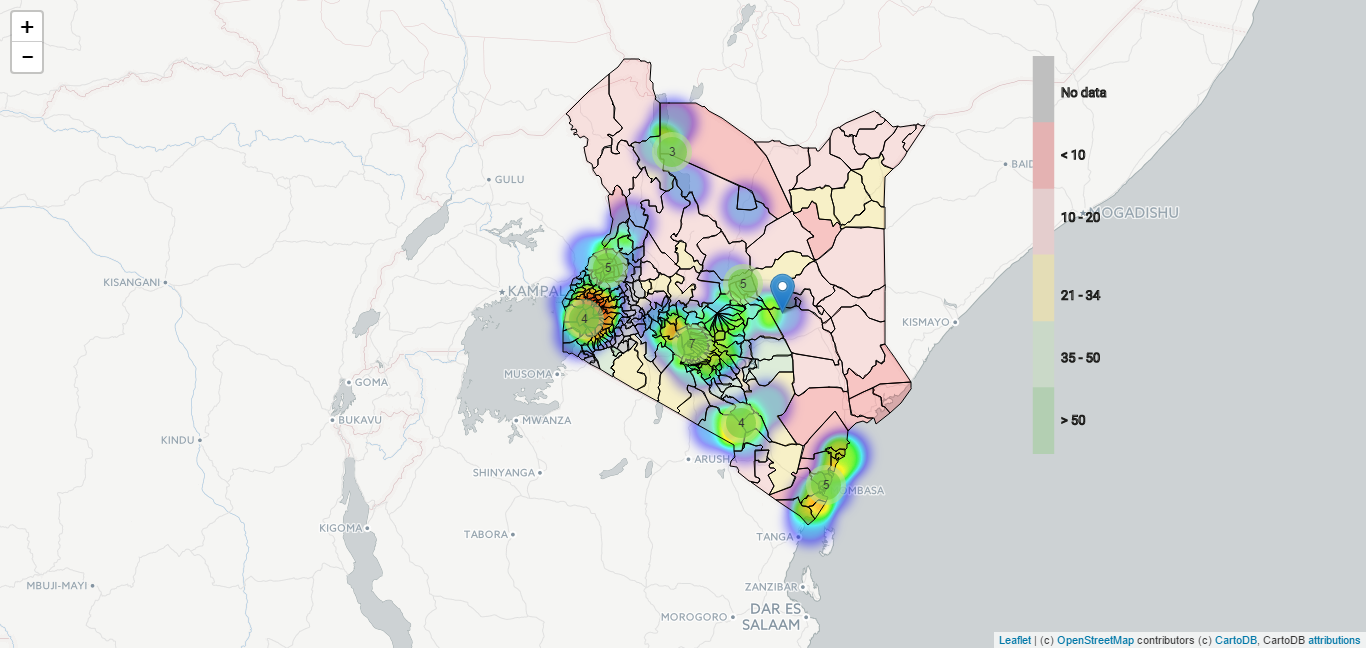 +
−
No data
< 10
10 - 20
21 - 34
35 - 50
> 50
GULU
BAID
MOGADISHU
KISANGANI
KAMPAL
KISMAYO
MUSOMA
GOMA
BUKAVU
MWANZA
KINDU
ARUSHA
SHINYANGA
OMBASA
KIGOMA
TABORA
TANGA
MBUJI-MAYI
ZANZIBAR
MOROGORO
DAR ES
SALAAM
3
5
5
4
7
4
5
Leaflet | (c) OpenStreetMap contributors (c) CartoDB, CartoDB attributions